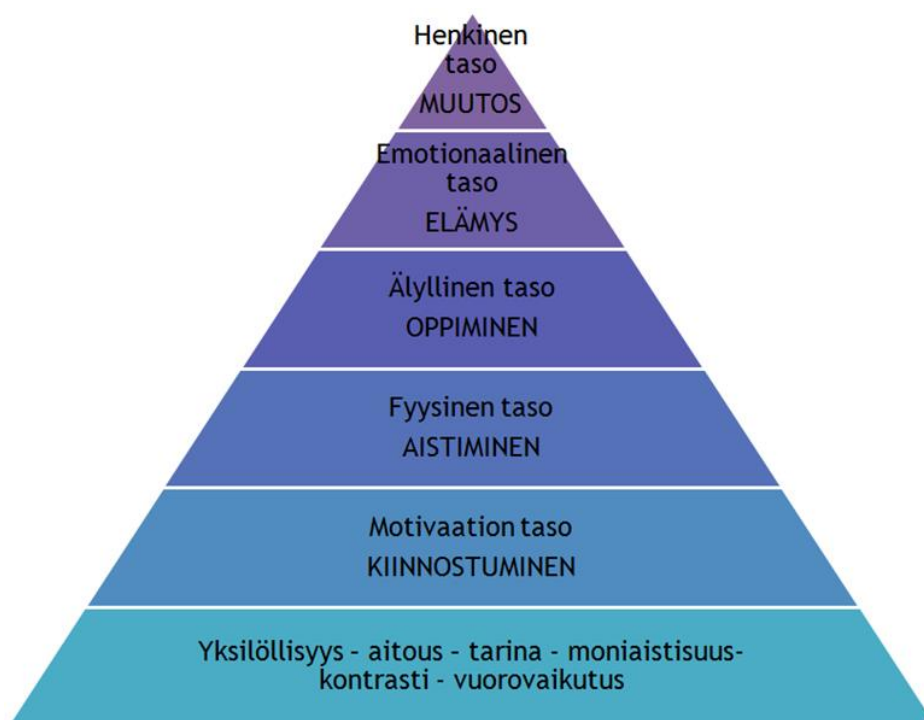 Henkinen
taso
MUUTOS
Emotionaalinen
taso
ELÄMYS
Älyllinen taso
OPPIMINEN
Fyysinen taso
AISTIMINEN
Motivaation taso
KIINNOSTUMINEN
Yksilöllisyys - aitous - tarina - moniaistisuus-
kontrasti - vuorovaikutus